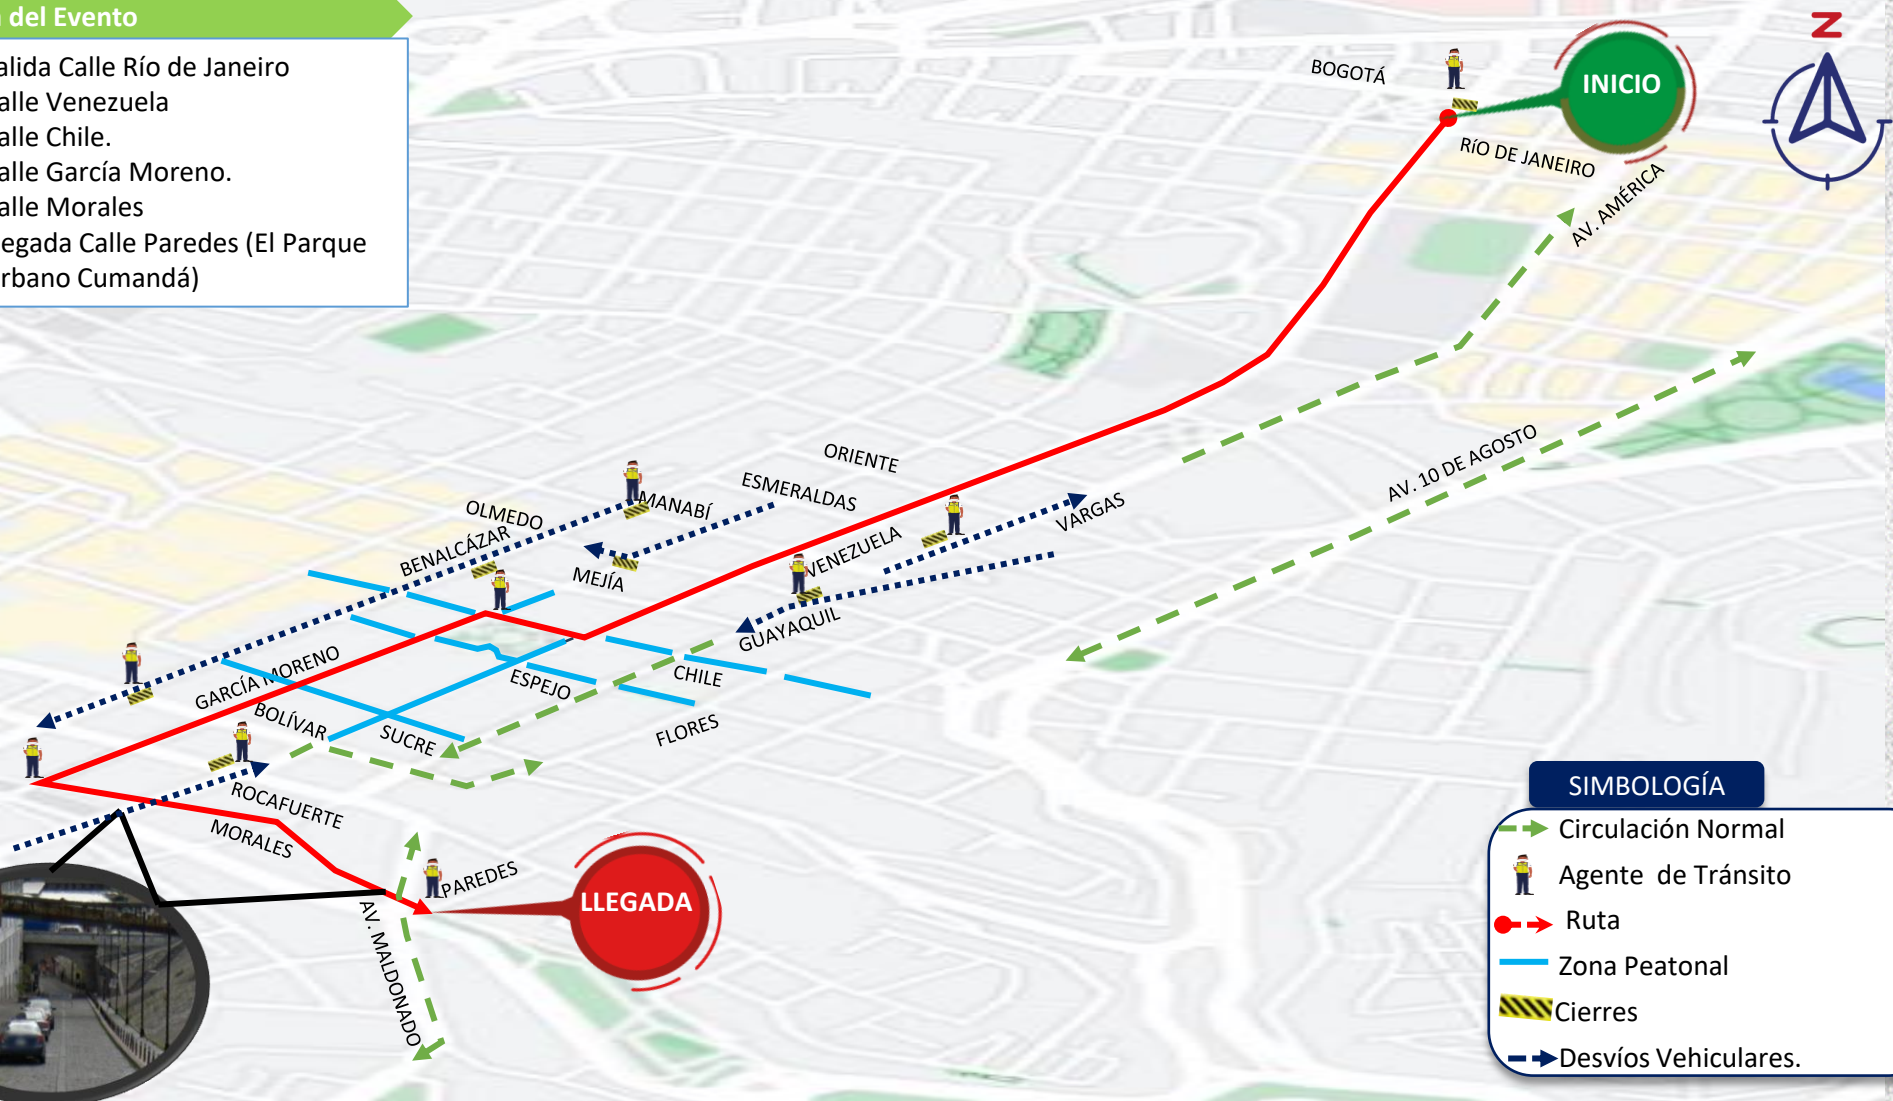 del Evento
alida Calle Río de Janeiro
alle Venezuela
alle Chile.
alle García Moreno.
alle Morales
legada Calle Paredes (El Parque
rbano Cumandá)
BOGOTÁ
INICIO
N
RÍO DE JANEIRO
AV. AMÉRICA
AV. 10 DE AGOSTO
ORIENTE
ESMERALDAS
MANABÍ
OLMEDO
BENALCÁZAR
MEJÍA
VENEZUELA
VARGAS
GUAYAQUIL
CHILE
ESPEJO
FLORES
GARCÍA MORENO
BOLÍVAR
SUCRE
ROCAFUERTE
MORALES
PAREDES
LLEGADA
AV. MALDONADO
SIMBOLOGÍA
Circulación Normal
Agente de Tránsito
Ruta
Zona Peatonal
Cierres
Desvíos Vehiculares.